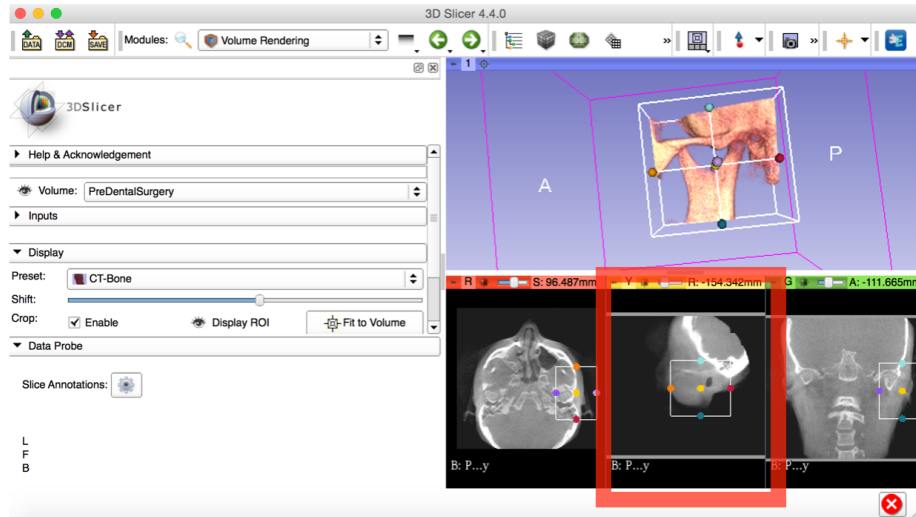 3D Slicer 4.4.0
DATA DCM SAVE Modules: Volume Rendering » »
1
3DSlicer
Help & Acknowledgement
Volume: PreDentalSurgery
Inputs
Display
Preset: CT-Bone
Shift:
Crop: Enable Display ROI Fit to Volume
Data Probe
Slice Annotations:
L
F
B
A P
R S: 96.487mm Y R: -154.342mm G A: -111.665mm
B: P...y B: P...y B: P...y